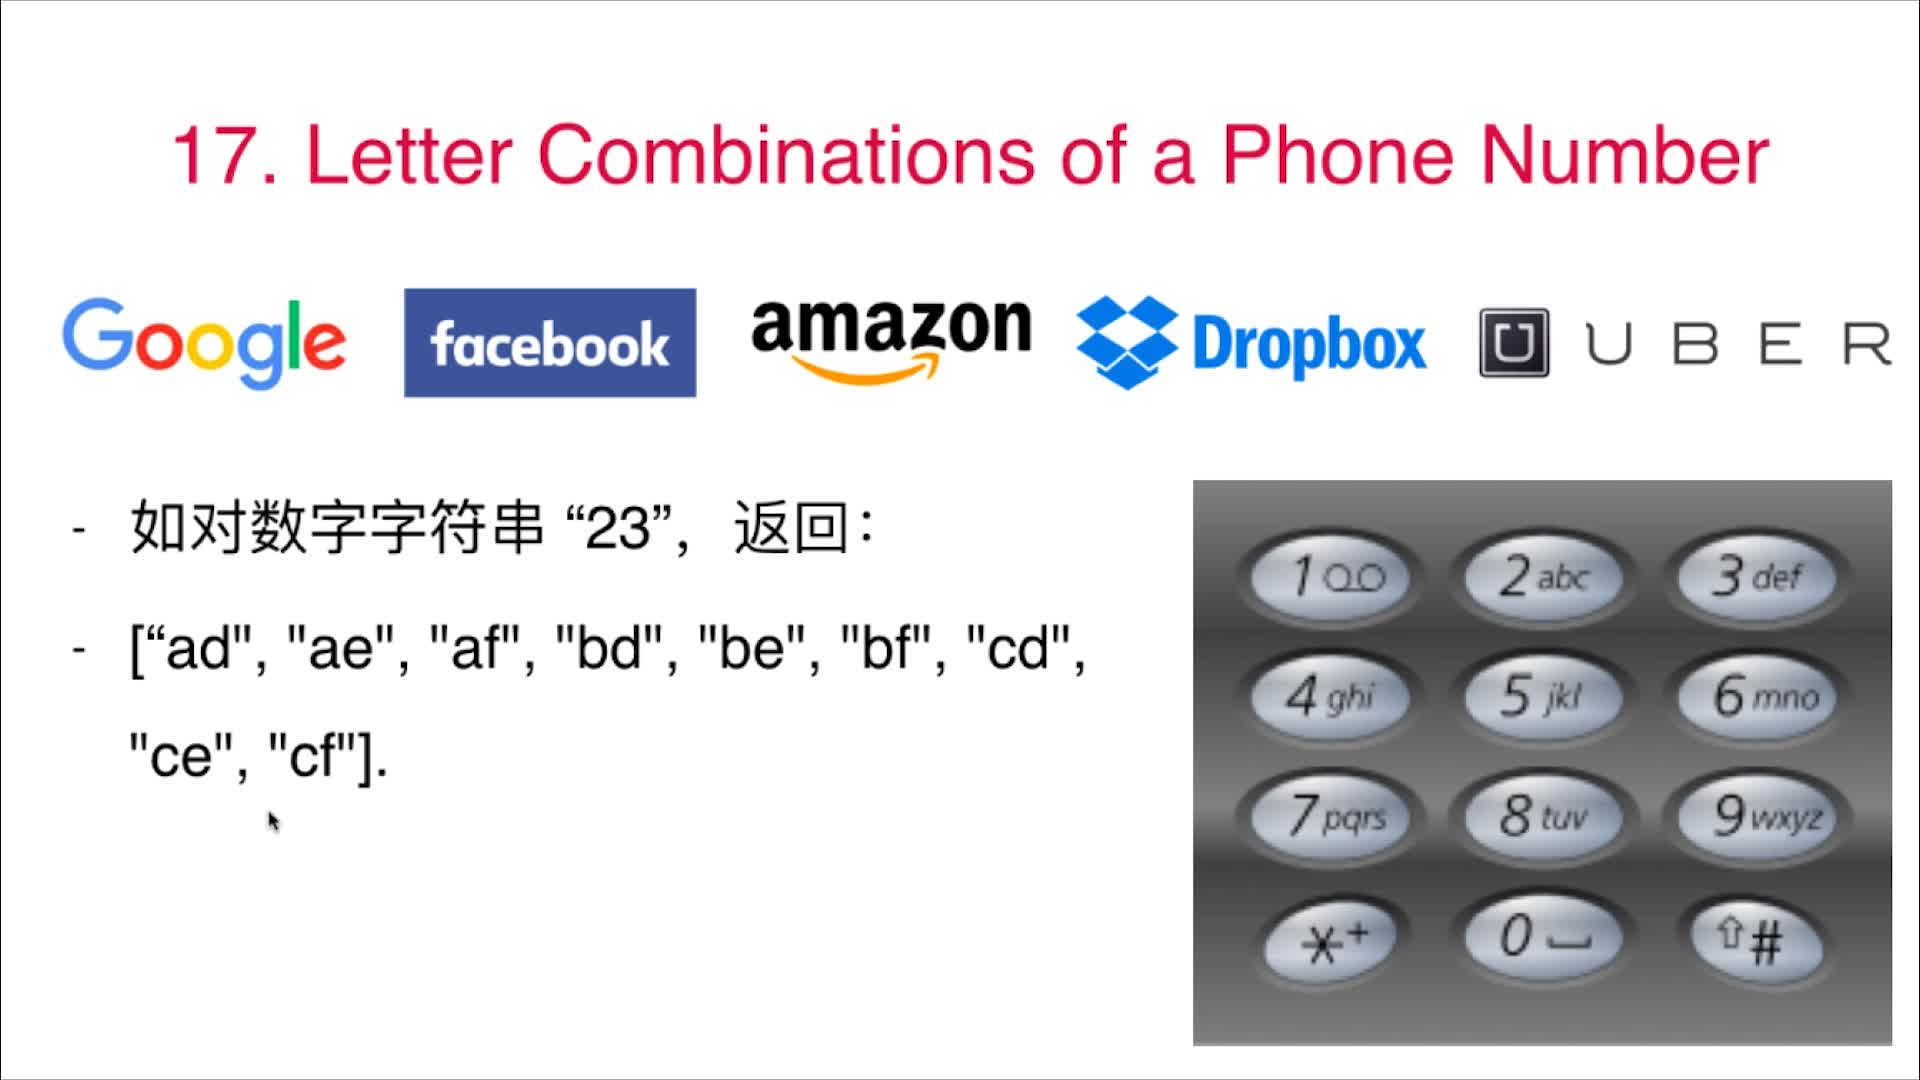 17. Letter Combinations of a Phone Number
Google facebook amazon Dropbox U UBER
- 如对数字字符串 “23”，返回：
- [“ad", "ae", "af", "bd", "be", "bf", "cd",
"ce", "cf"].
1 2 abc 3 def
4 ghi 5 jkl 6 mno
7 pqrs 8 tuv 9 wxyz
*+ 0 #